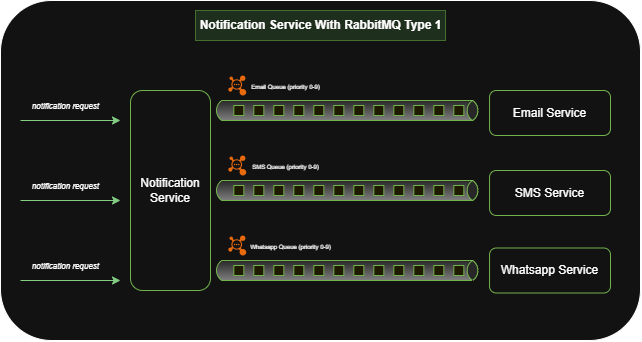 Notification Service With RabbitMQ Type 1
Email Queue (priority 0-9)
notification request
Email Service
SMS Queue (priority 0-9)
notification request
Notification
Service
SMS Service
Whatsapp Queue (priority 0-9)
notification request
Whatsapp Service